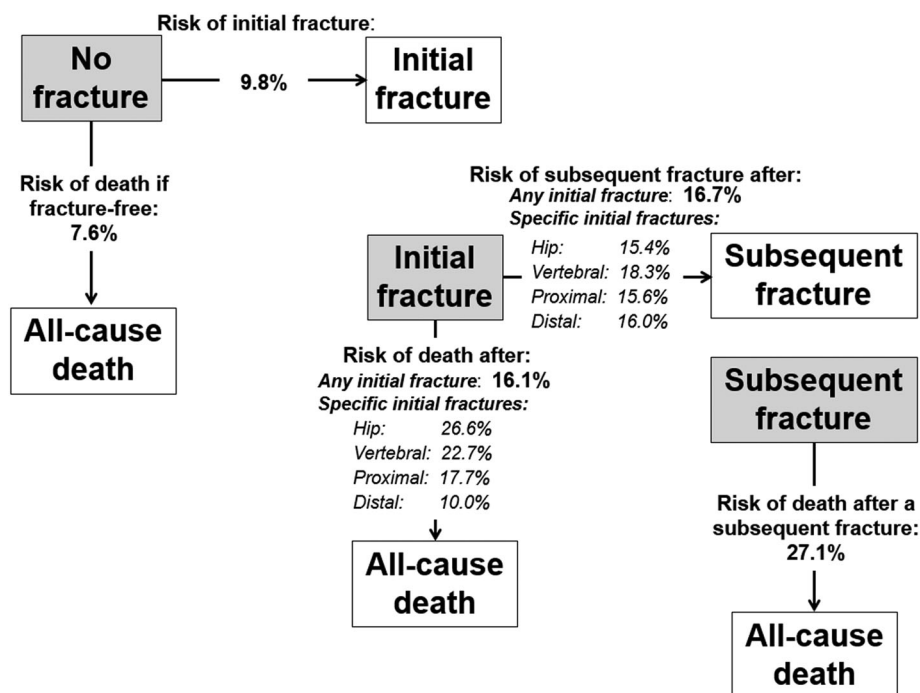 Risk of initial fracture:
No
fracture
9.8%
Initial
fracture
Risk of death if
fracture-free:
7.6%
All-cause
death
Risk of subsequent fracture after:
Any initial fracture: 16.7%
Specific initial fractures:
Hip: 15.4%
Vertebral: 18.3%
Proximal: 15.6%
Distal: 16.0%
Initial
fracture
Subsequent
fracture
Risk of death after:
Any initial fracture: 16.1%
Specific initial fractures:
Hip: 26.6%
Vertebral: 22.7%
Proximal: 17.7%
Distal: 10.0%
All-cause
death
Subsequent
fracture
Risk of death after a
subsequent fracture:
27.1%
All-cause
death